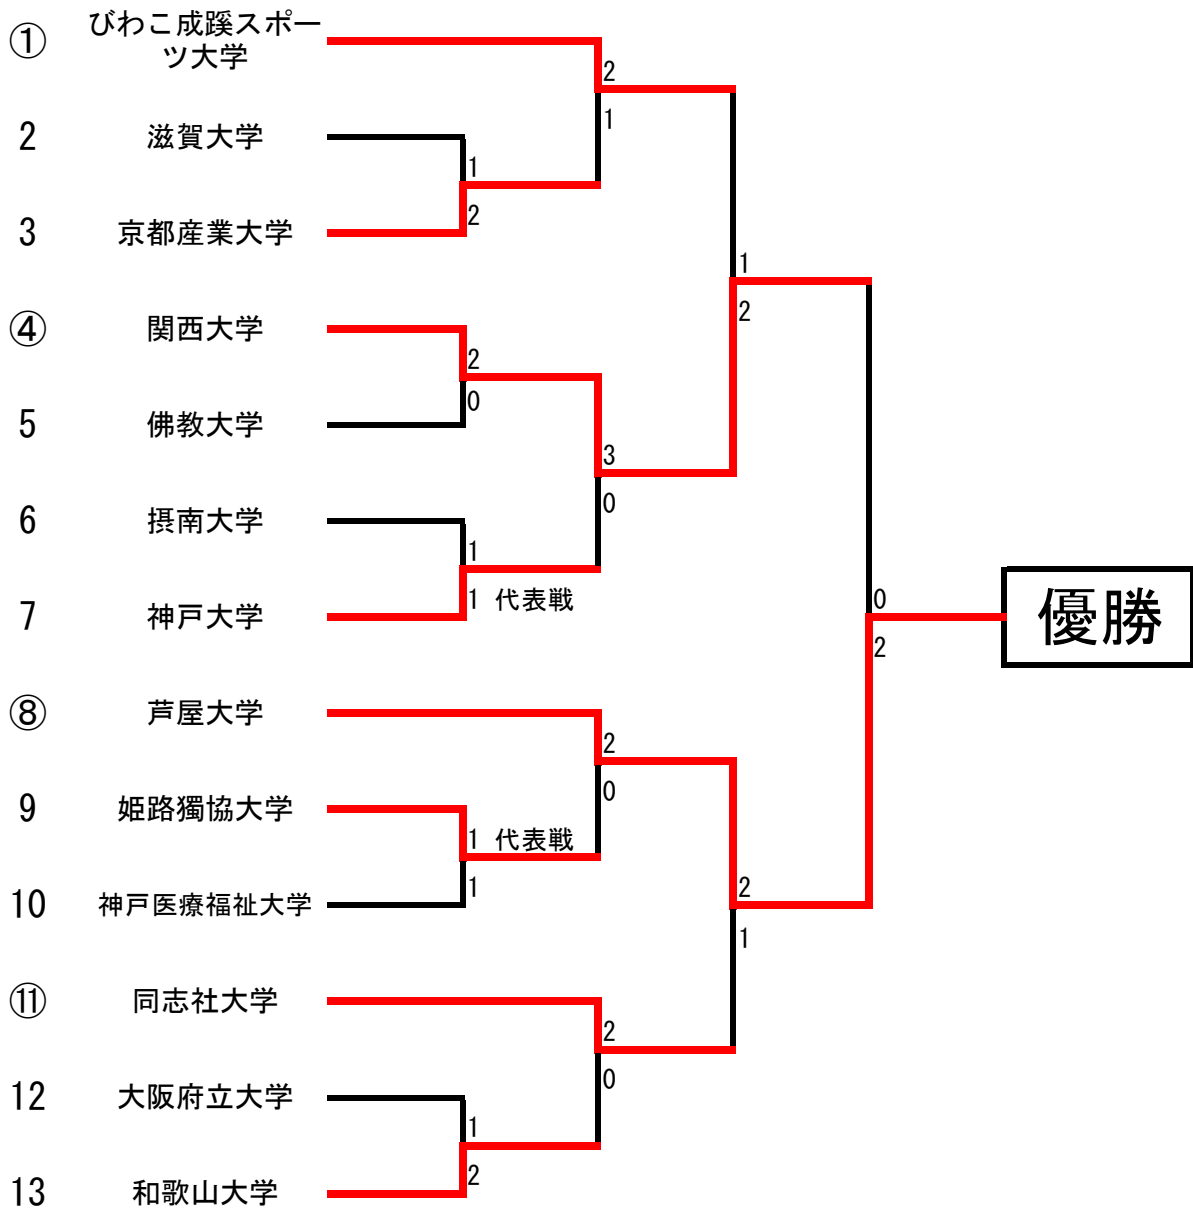 ① びわこ成蹊スポー
ツ大学
2
1
2 滋賀大学
1
2
3 京都産業大学
1
2
④ 関西大学
2
0
5 佛教大学
3
0
6 摂南大学
1
1 代表戦
7 神戸大学
0
2
優勝
⑧ 芦屋大学
2
0
9 姫路獨協大学
1 代表戦
1
10 神戸医療福祉大学
2
1
⑪ 同志社大学
2
0
12 大阪府立大学
1
2
13 和歌山大学